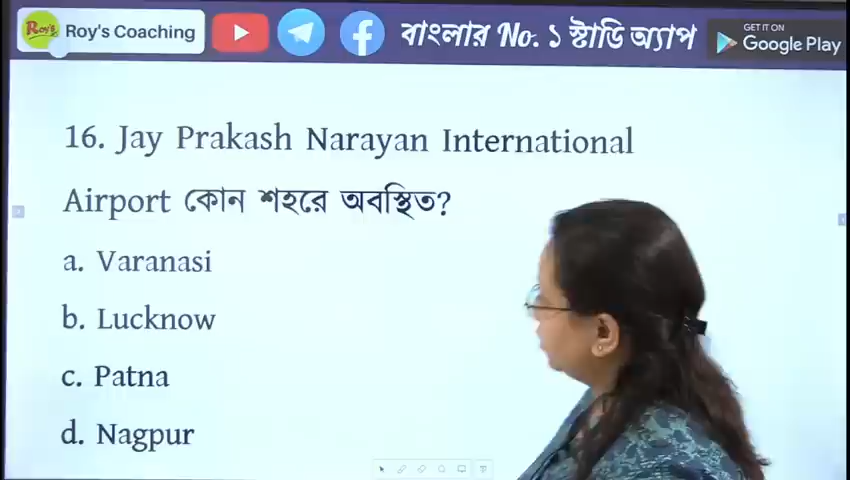 Roy's Roy's Coaching বাংলার No. ১ স্টাডি অ্যাপ GET IT ON Google Play
16. Jay Prakash Narayan International
Airport কোন শহরে অবস্থিত?
a. Varanasi
b. Lucknow
c. Patna
d. Nagpur